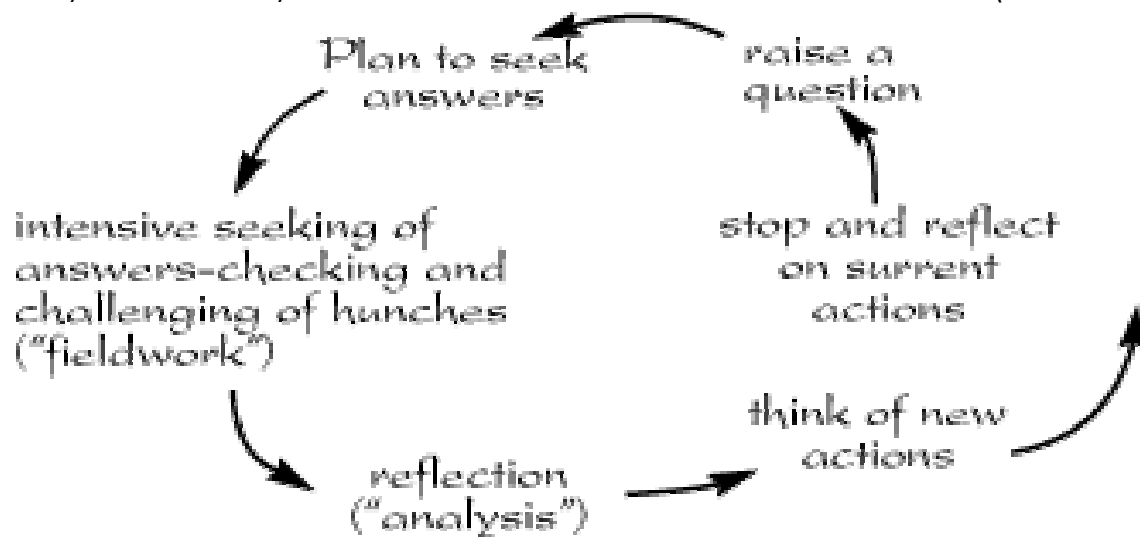 Plan to seek
answers
raise a
question
intensive seeking of
answers-checking and
challenging of hunches
("fieldwork")
stop and reflect
on surrent
actions
think of new
actions
reflection
("analysis")